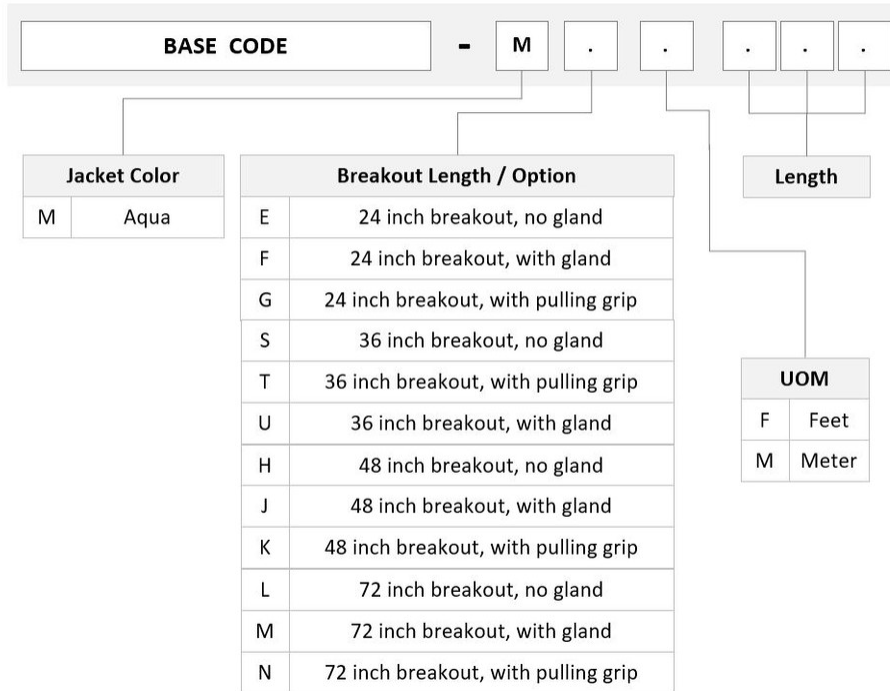 BASE CODE - M . . . . .
Jacket Color
M Aqua
Breakout Length / Option
E 24 inch breakout, no gland
F 24 inch breakout, with gland
G 24 inch breakout, with pulling grip
S 36 inch breakout, no gland
T 36 inch breakout, with pulling grip
U 36 inch breakout, with gland
H 48 inch breakout, no gland
J 48 inch breakout, with gland
K 48 inch breakout, with pulling grip
L 72 inch breakout, no gland
M 72 inch breakout, with gland
N 72 inch breakout, with pulling grip
Length
UOM
F Feet
M Meter